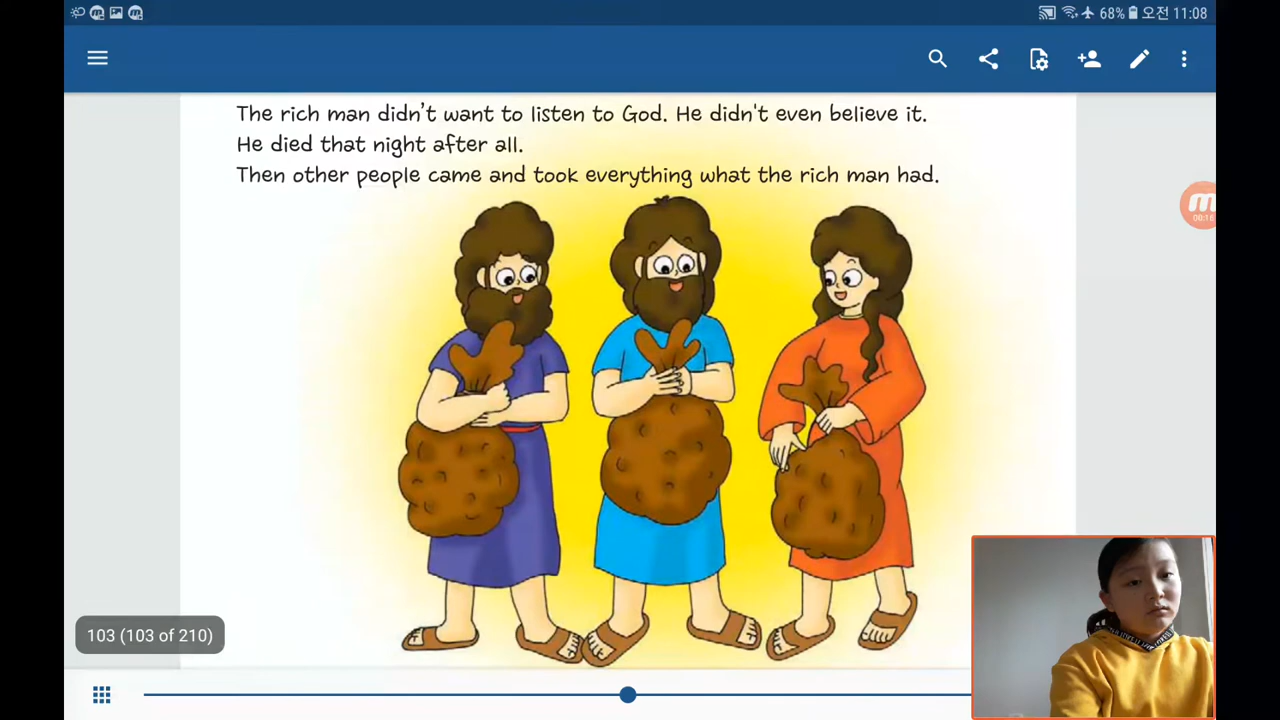 68% 오전 11:08
The rich man didn't want to listen to God. He didn't even believe it.
He died that night after all.
Then other people came and took everything what the rich man had.
00:16
103 (103 of 210)